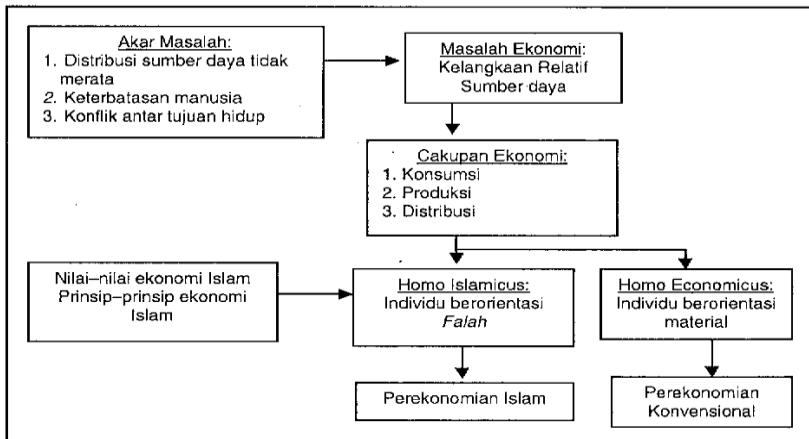 Akar Masalah:
1. Distribusi sumber daya tidak
merata
2. Keterbatasan manusia
3. Konflik antar tujuan hidup
Masalah Ekonomi:
Kelangkaan Relatif
Sumber daya
Cakupan Ekonomi:
1. Konsumsi
2. Produksi
3. Distribusi
Nilai–nilai ekonomi Islam
Prinsip–prinsip ekonomi
Islam
Homo Islamicus:
Individu berorientasi
Falah
Homo Economicus:
Individu berorientasi
material
Perekonomian Islam
Perekonomian
Konvensional